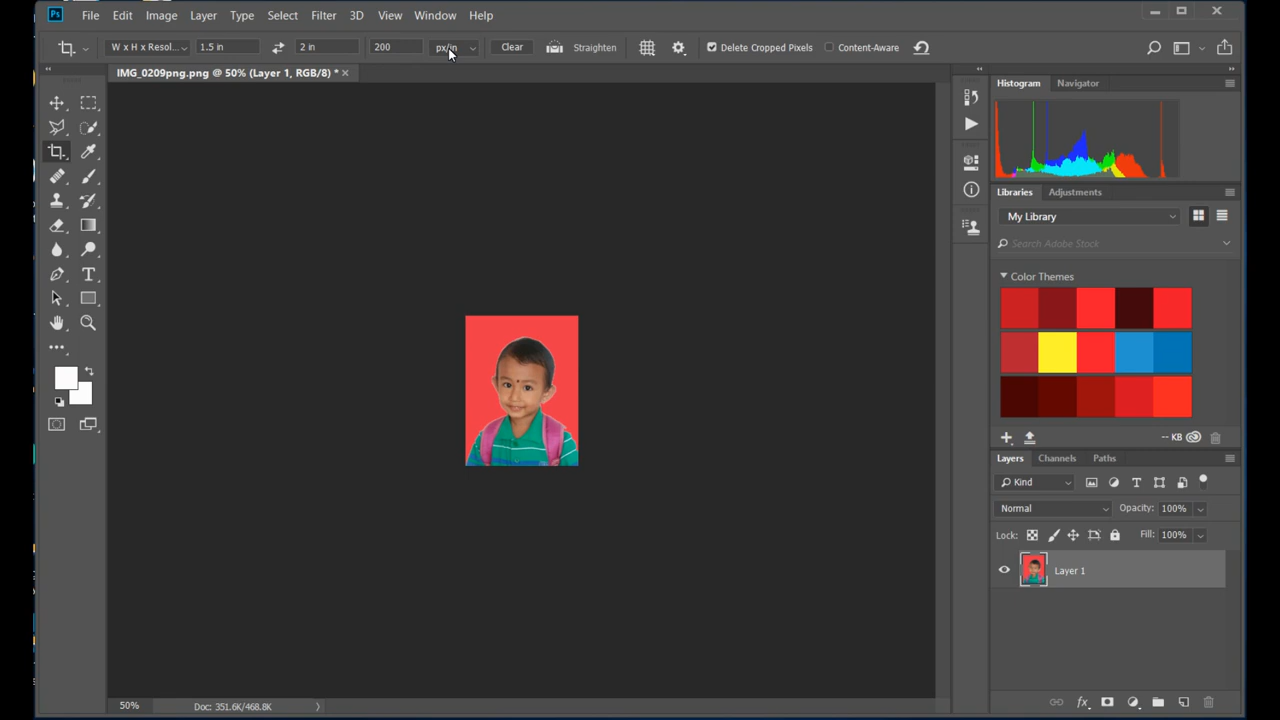 Ps File Edit Image Layer Type Select Filter 3D View Window Help
W x H x Resol... 1.5 in 2 in 200 px/in Clear Straighten Delete Cropped Pixels Content-Aware
IMG_0209png.png @ 50% (Layer 1, RGB/8) *
Histogram Navigator
Libraries Adjustments
My Library
Search Adobe Stock
Color Themes
-- KB
Layers Channels Paths
Kind
Normal Opacity: 100%
Lock: Fill: 100%
Layer 1
50% Doc: 351.6K/468.8K